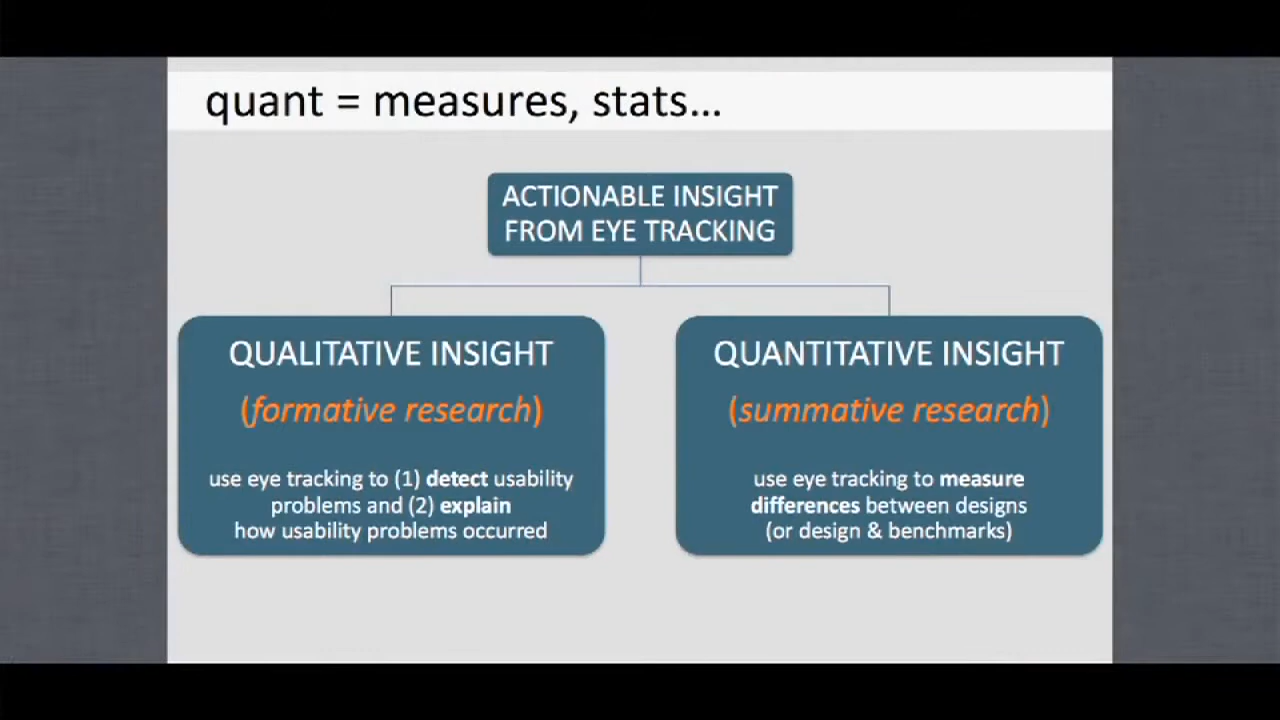 quant = measures, stats...
ACTIONABLE INSIGHT
FROM EYE TRACKING
QUALITATIVE INSIGHT
(formative research)
use eye tracking to (1) detect usability
problems and (2) explain
how usability problems occurred
QUANTITATIVE INSIGHT
(summative research)
use eye tracking to measure
differences between designs
(or design & benchmarks)